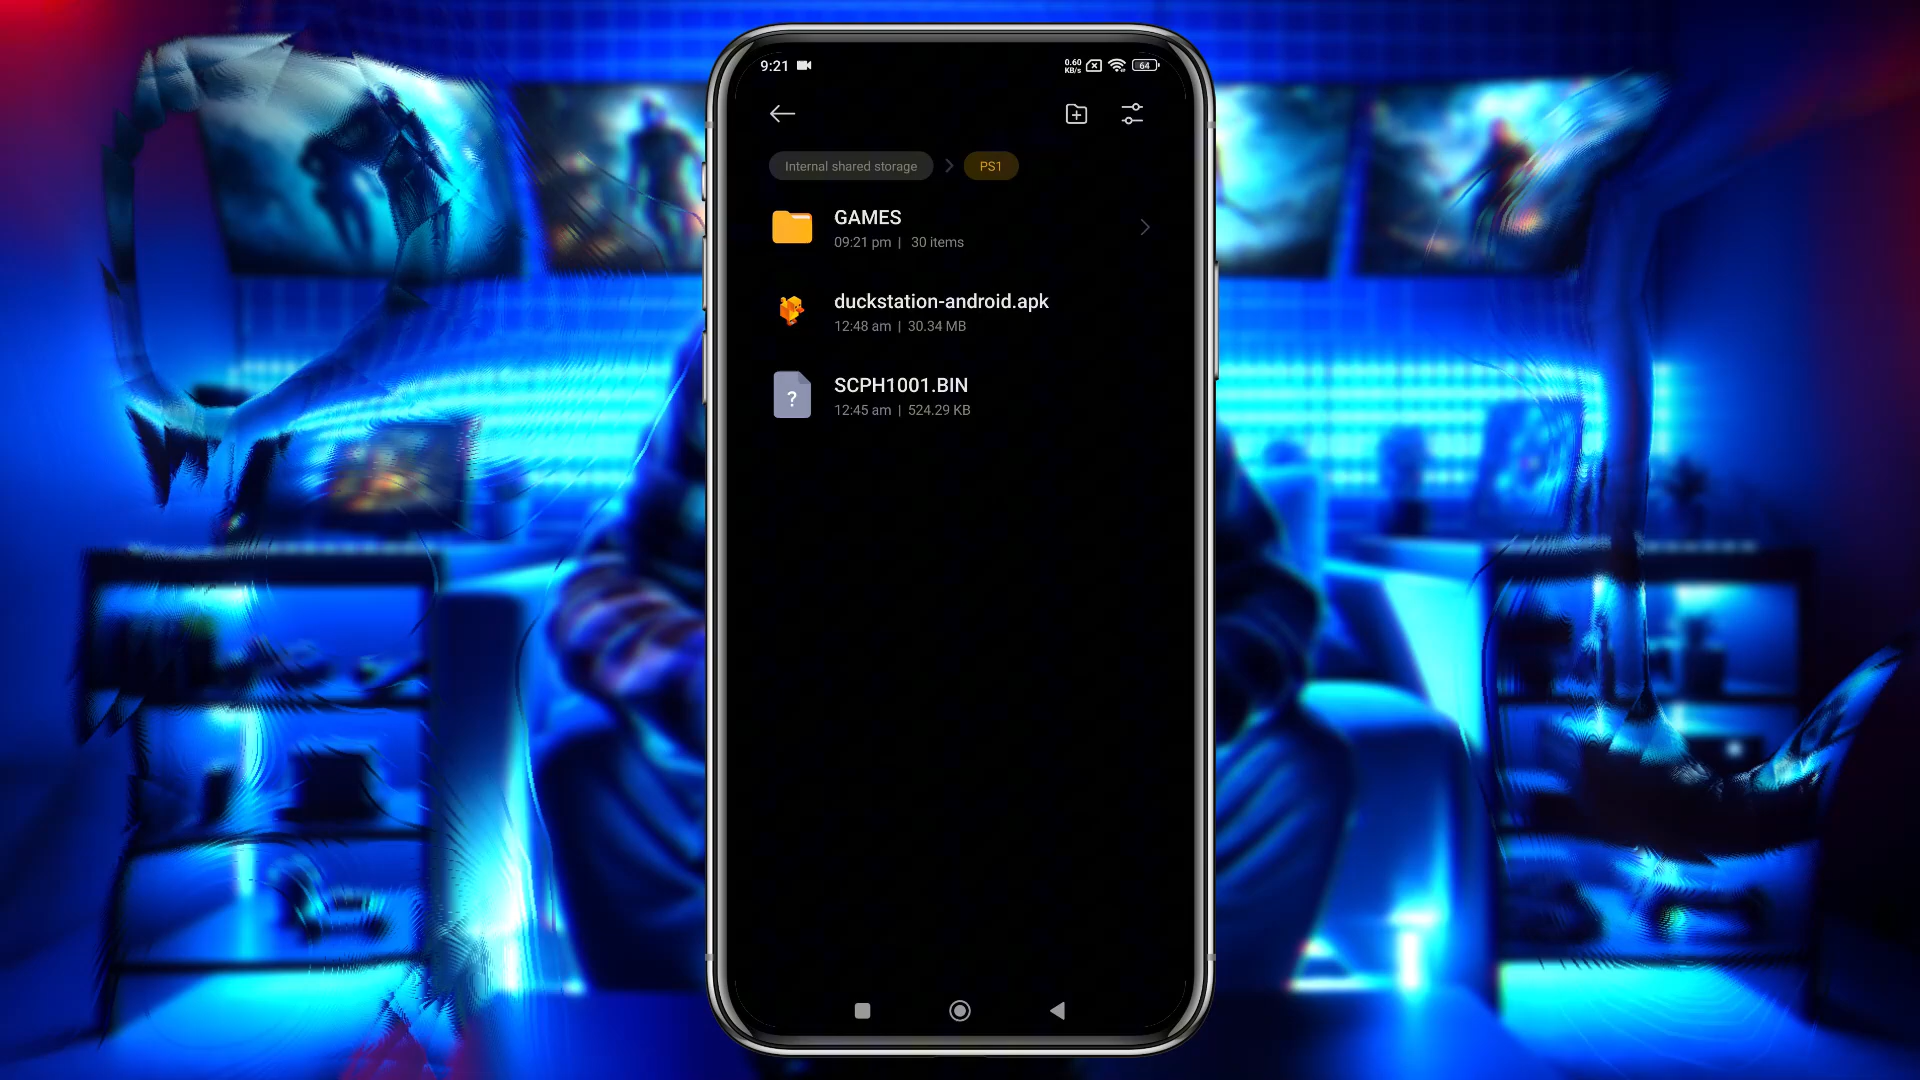 9:21
0.60
KB/s
64
Internal shared storage
PS1
GAMES
09:21 pm | 30 items
duckstation-android.apk
12:48 am | 30.34 MB
?
SCPH1001.BIN
12:45 am | 524.29 KB